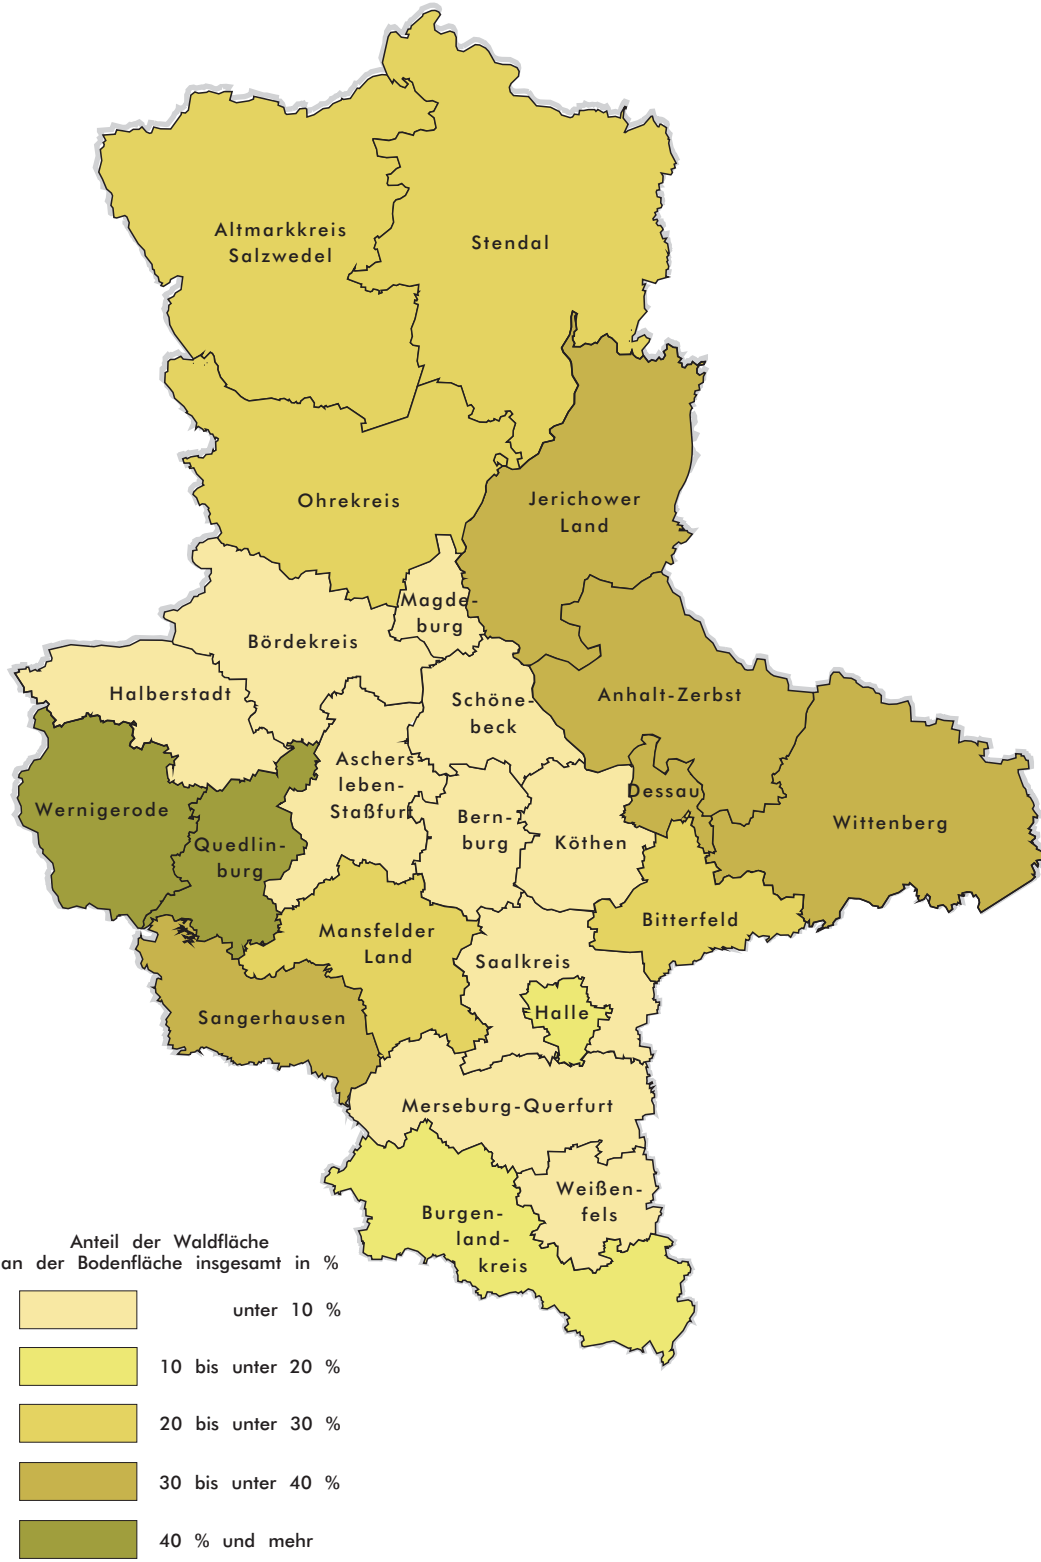 Altmarkkreis
Salzwedel
Stendal
Ohrekreis
Jerichower
Land
Magde-
burg
Bördekreis
Halberstadt
Schöne-
beck
Anhalt-Zerbst
Aschers-
leben-
Staßfurt
Wernigerode
Quedlin-
burg
Bern-
burg
Köthen
Dessau
Wittenberg
Bitterfeld
Mansfelder
Land
Saalkreis
Halle
Sangerhausen
Merseburg-Querfurt
Weißen-
fels
Burgen-
land-
kreis
Anteil der Waldfläche
an der Bodenfläche insgesamt in %
unter 10 %
10 bis unter 20 %
20 bis unter 30 %
30 bis unter 40 %
40 % und mehr